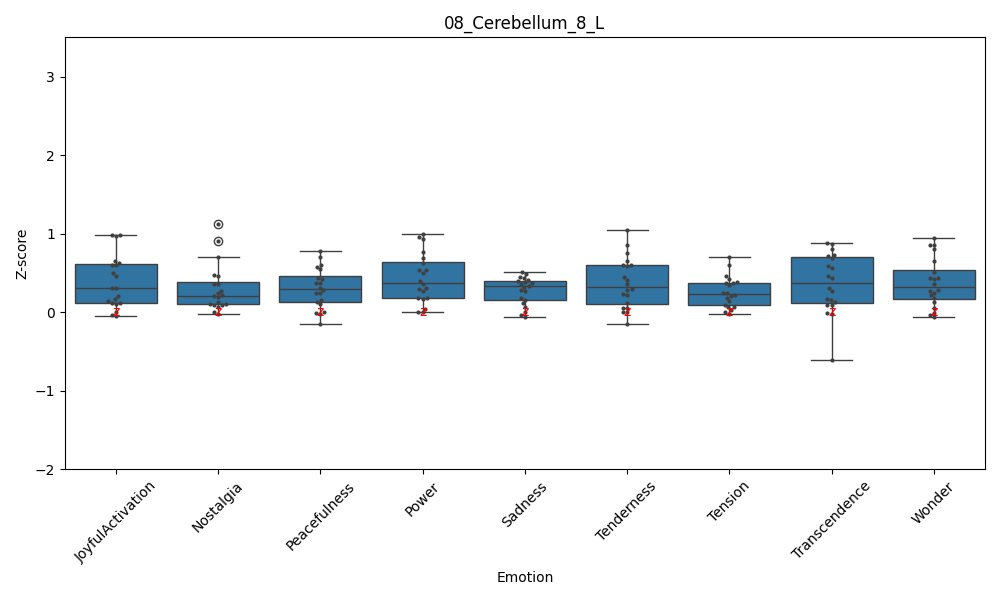 08_Cerebellum_8_L
Z-score
3
2
1
0
−1
−2
JoyfulActivation
Nostalgia
Peacefulness
Power
Sadness
Tenderness
Tension
Transcendence
Wonder
Emotion